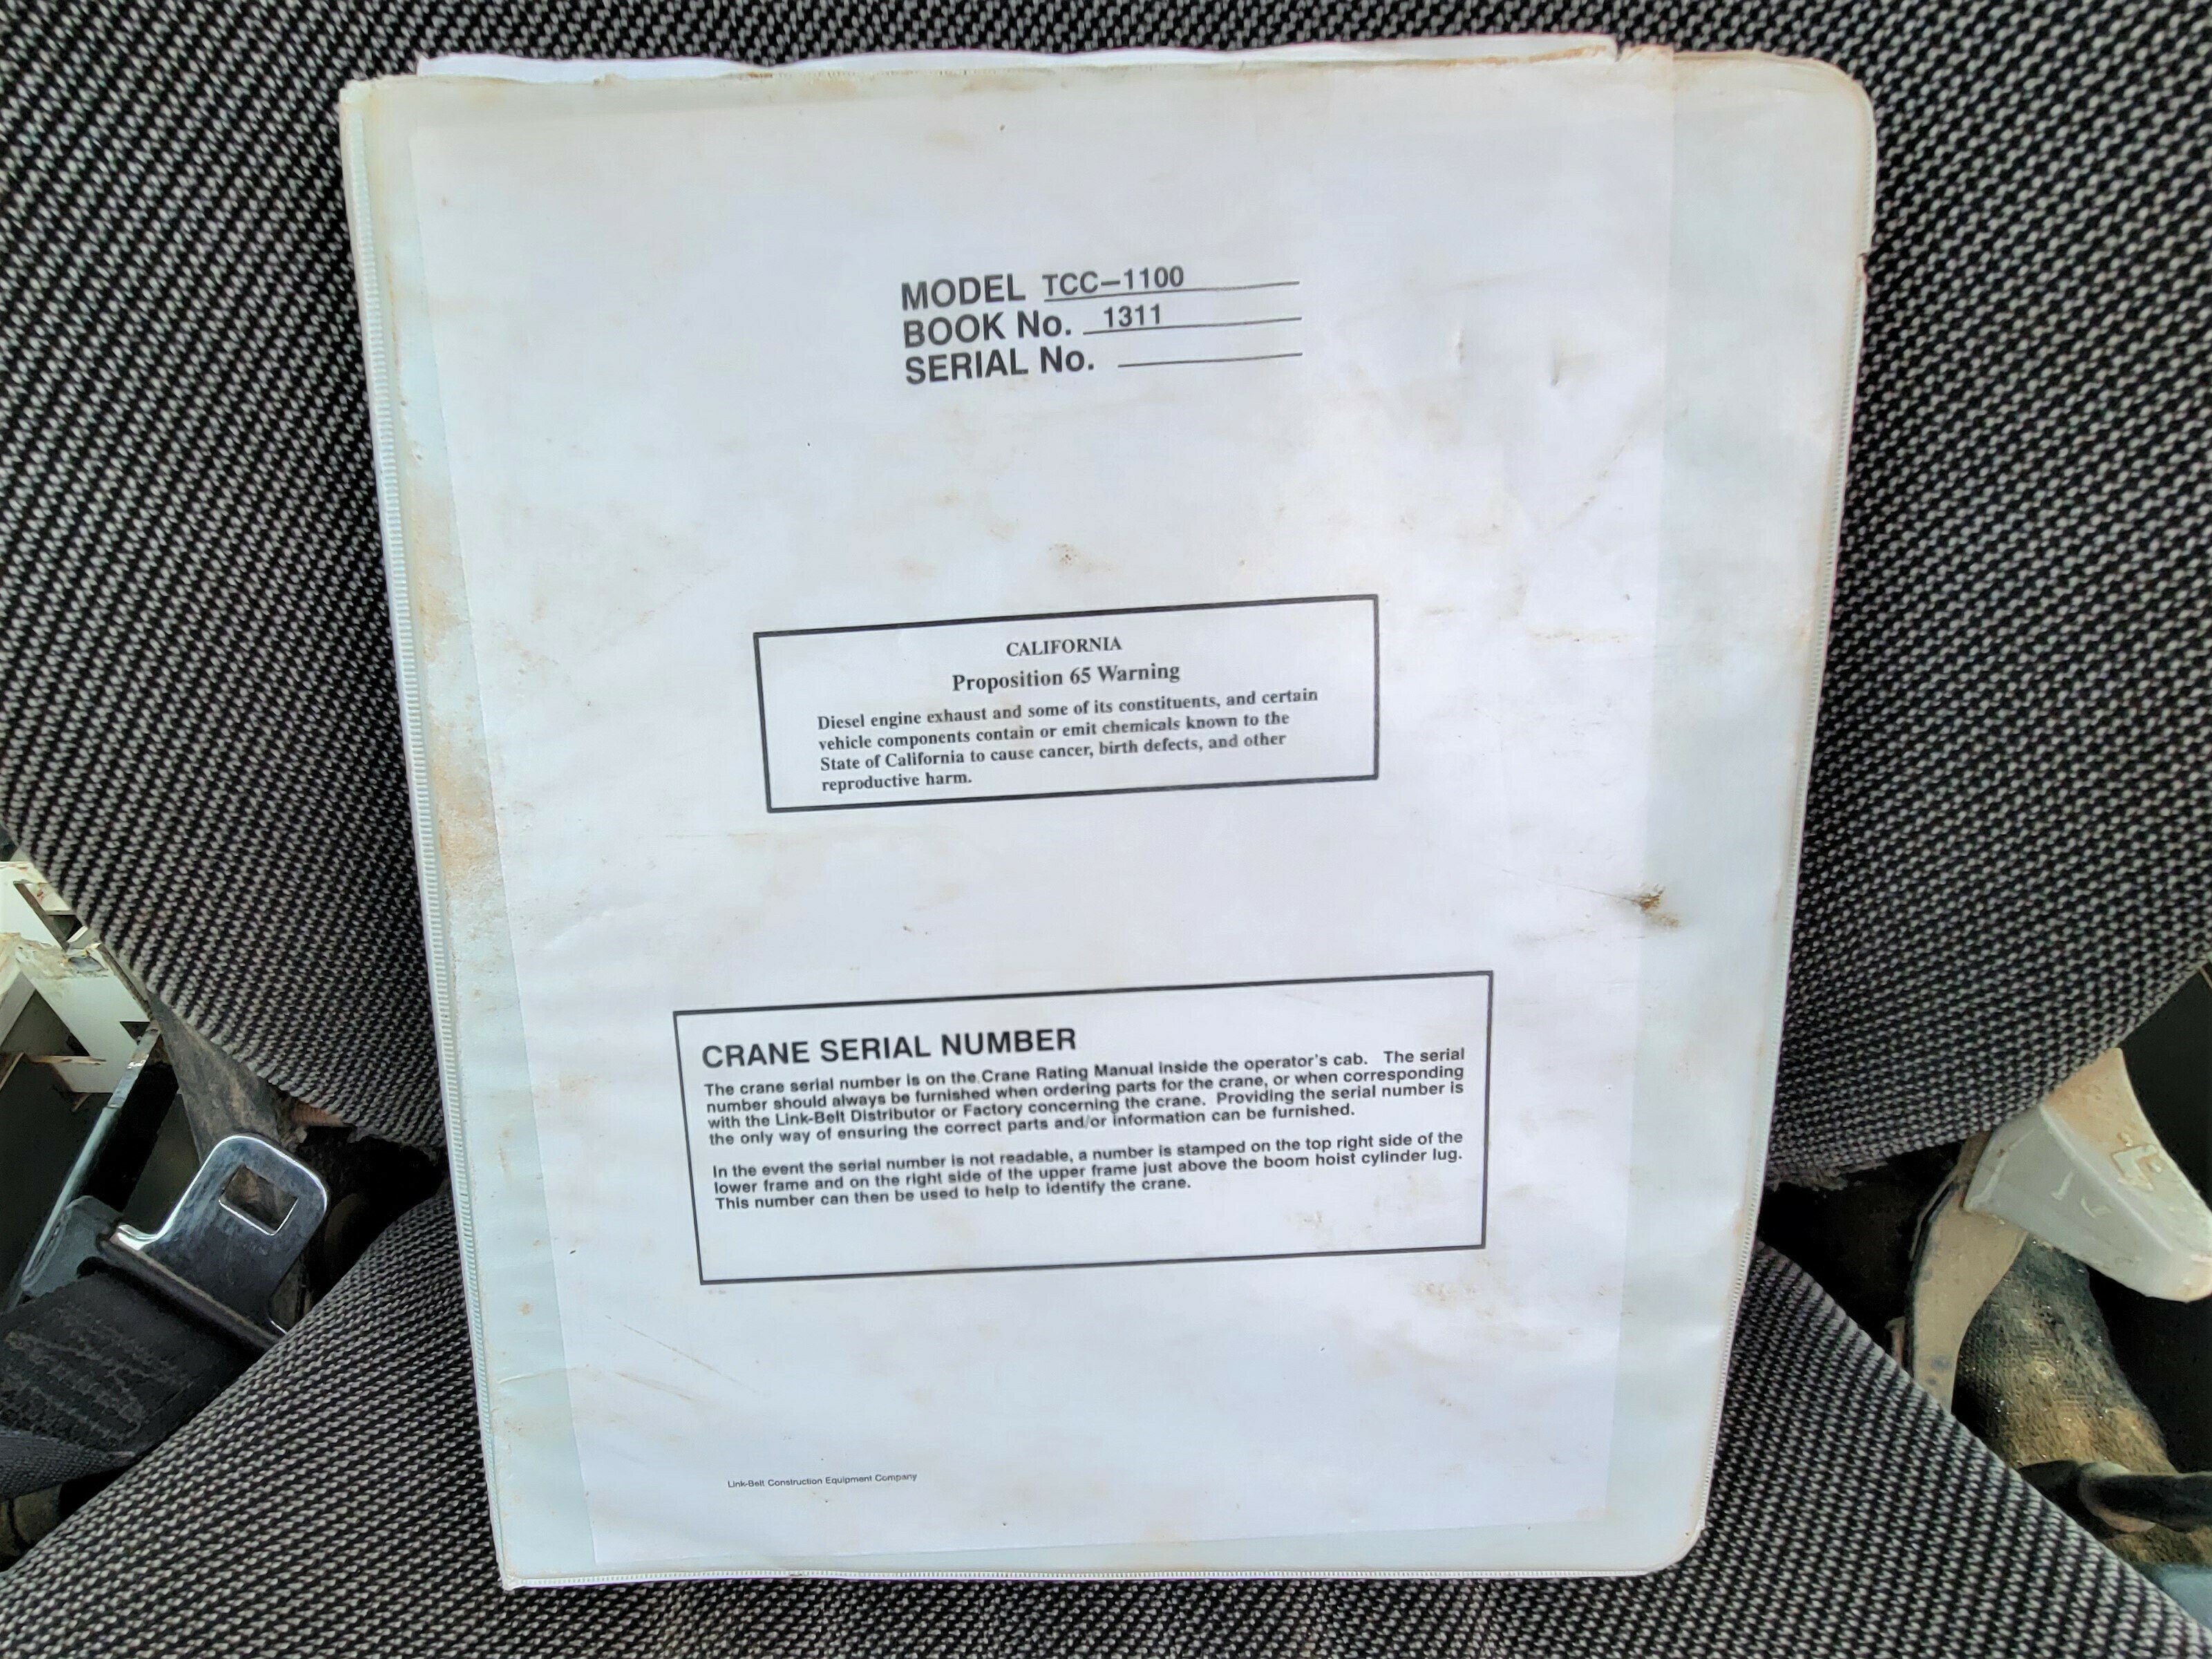 MODEL TCC-1100
BOOK No. 1311
SERIAL No.
CALIFORNIA
Proposition 65 Warning
Diesel engine exhaust and some of its constituents, and certain
vehicle components contain or emit chemicals known to the
State of California to cause cancer, birth defects, and other
reproductive harm.
CRANE SERIAL NUMBER
The crane serial number is on the Crane Rating Manual inside the operator's cab. The serial
number should always be furnished when ordering parts for the crane, or when corresponding
with the Link-Belt Distributor or Factory concerning the crane. Providing the serial number is
the only way of ensuring the correct parts and/or information can be furnished.
In the event the serial number is not readable, a number is stamped on the top right side of the
lower frame and on the right side of the upper frame just above the boom hoist cylinder lug.
This number can then be used to help to identify the crane.
Link-Belt Construction Equipment Company